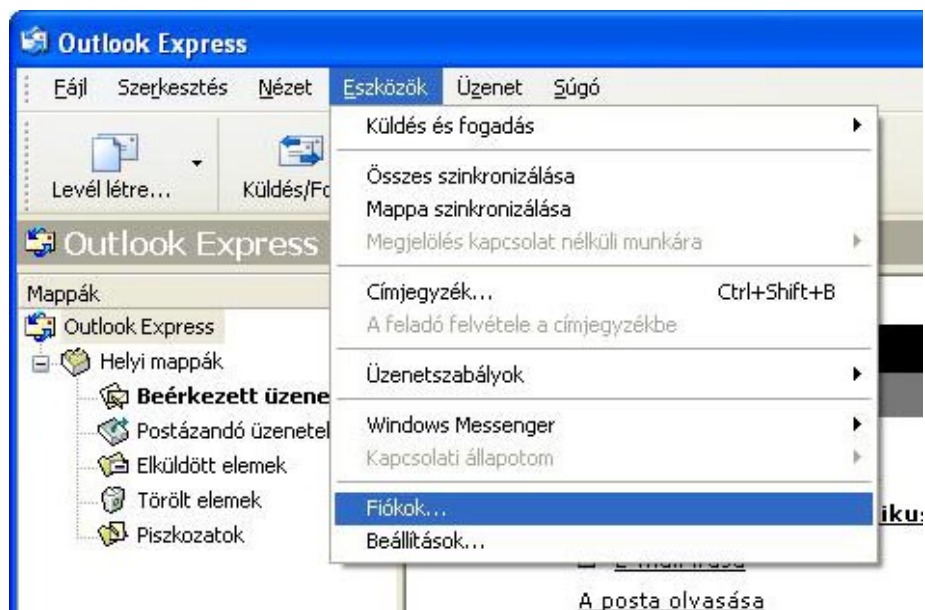 Outlook Express
Fájl Szerkesztés Nézet Eszközök Üzenet Súgó
Levél létre... Küldés/Fo
Küldés és fogadás
Összes szinkronizálása
Mappa szinkronizálása
Megjelölés kapcsolat nélküli munkára
Címjegyzék... Ctrl+Shift+B
A feladó felvétele a címjegyzékbe
Üzenetszabályok
Windows Messenger
Kapcsolati állapotom
Fiókok...
Beállítások...
Outlook Express
Mappák
Outlook Express
Helyi mappák
Beérkezett üzene
Postázandó üzenetel
Elküldött elemek
Törölt elemek
Piszkozatok
iku
A posta olvasása